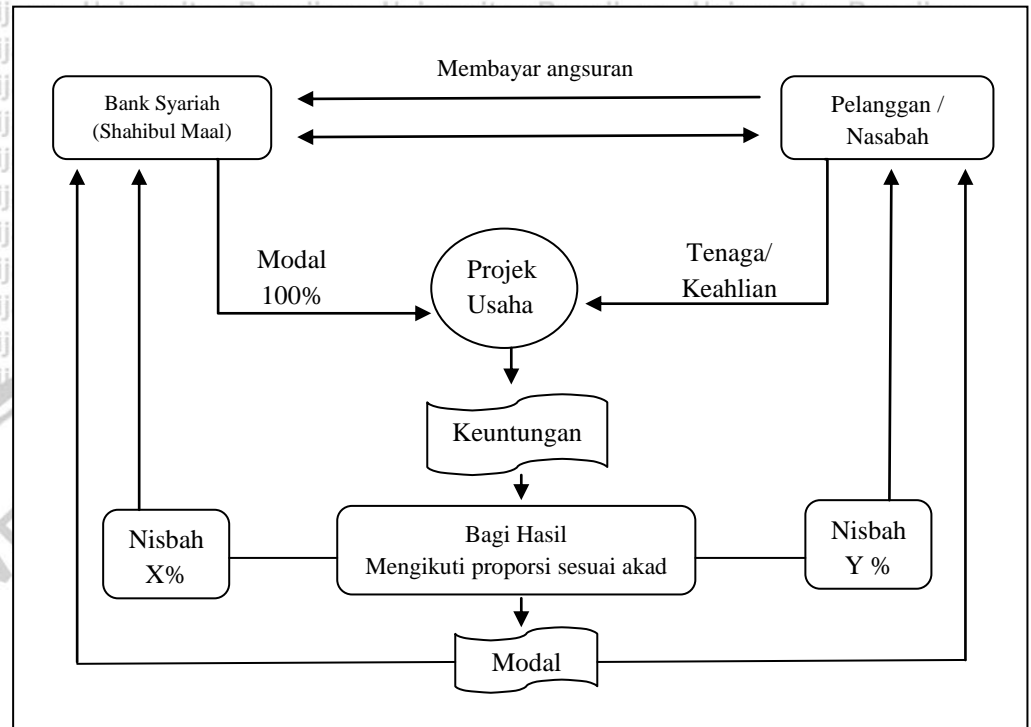 Membayar angsuran
Bank Syariah
(Shahibul Maal)
Pelanggan /
Nasabah
Modal
100%
Projek
Usaha
Tenaga/
Keahlian
Keuntungan
Nisbah
X%
Bagi Hasil
Mengikuti proporsi sesuai akad
Nisbah
Y %
Modal